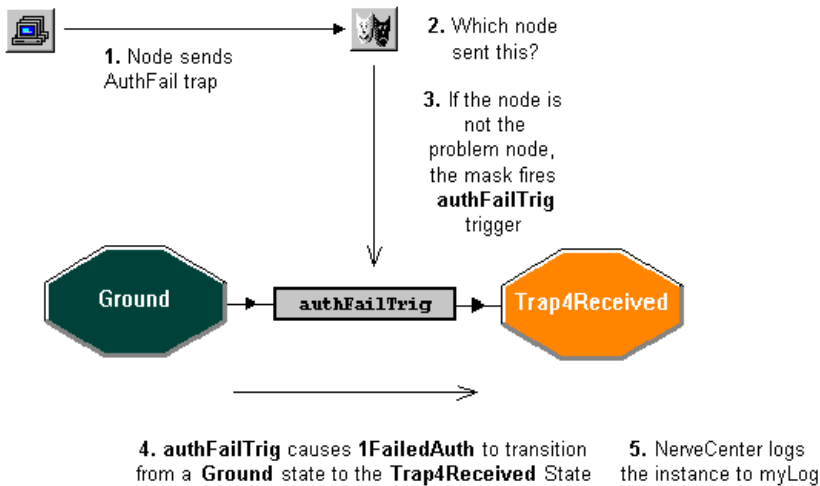 1. Node sends
AuthFail trap
2. Which node
sent this?
3. If the node is
not the
problem node,
the mask fires
authFailTrig
trigger
Ground
authFailTrig
Trap4Received
4. authFailTrig causes 1FailedAuth to transition
from a Ground state to the Trap4Received State
5. NerveCenter logs
the instance to myLog